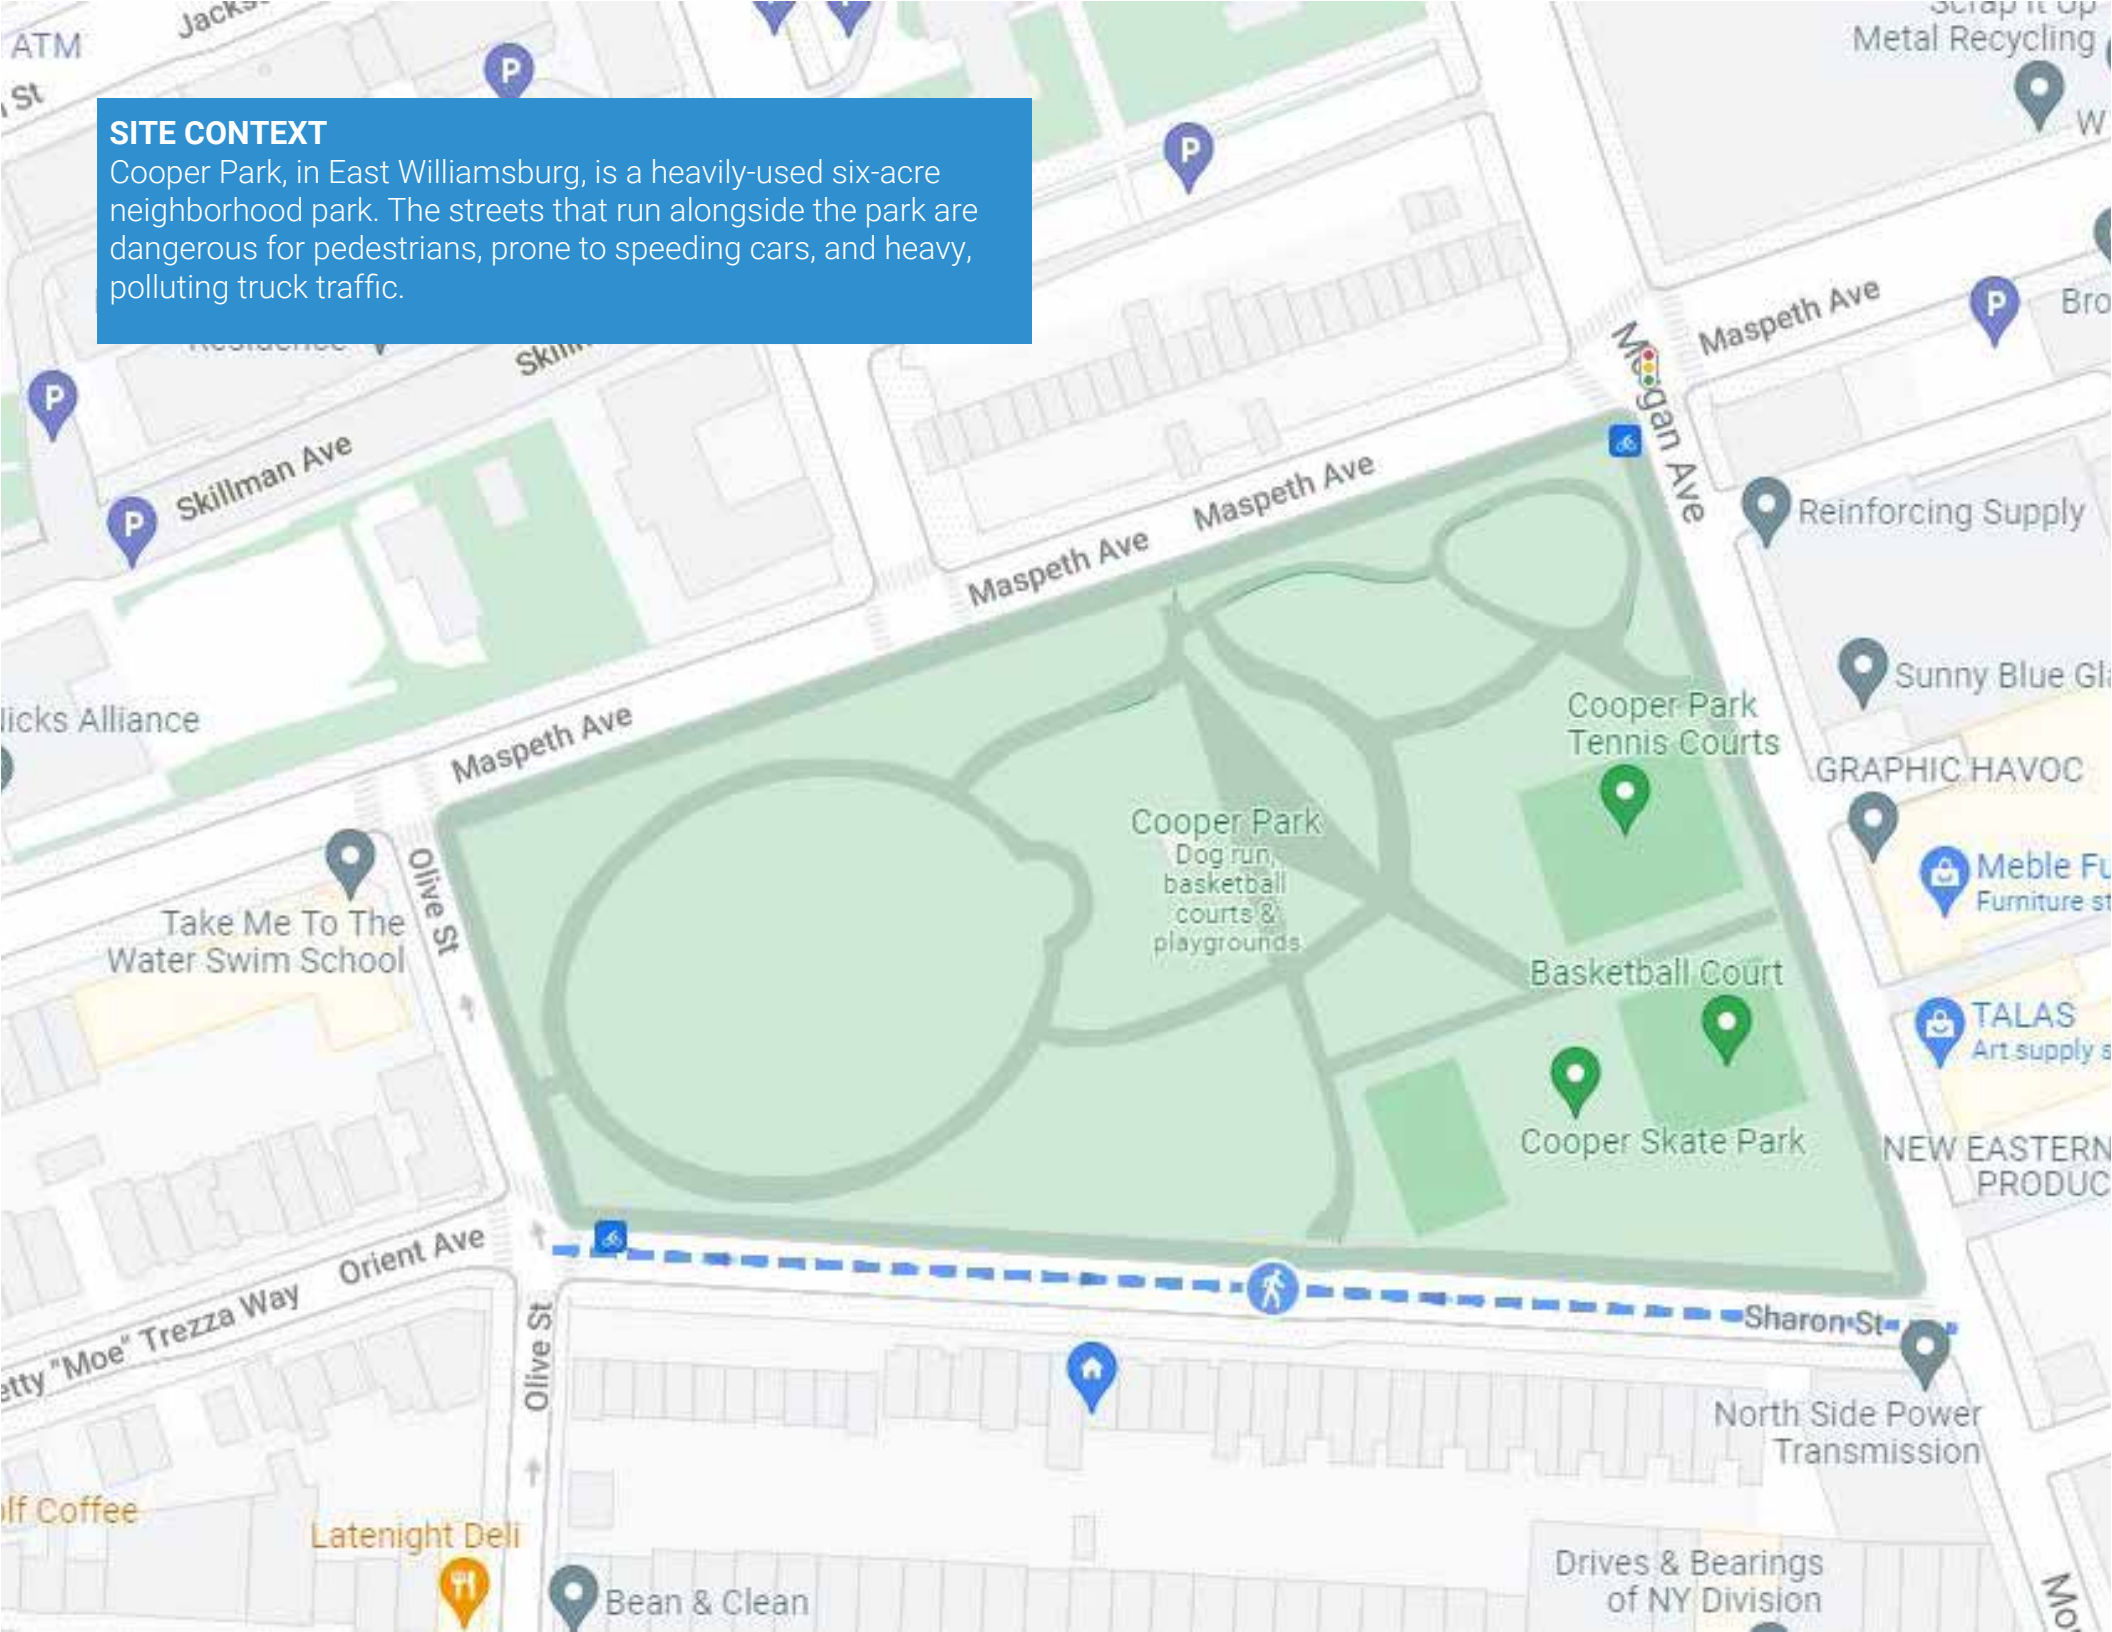 ATM
St
Metal Recycling
P
SITE CONTEXT
Cooper Park, in East Williamsburg, is a heavily-used six-acre
neighborhood park. The streets that run alongside the park are
dangerous for pedestrians, prone to speeding cars, and heavy,
polluting truck traffic.
P
W
Maspeth Ave
P
Morgan Ave
P
Skillman Ave
P
Maspeth Ave
Maspeth Ave
Reinforcing Supply
Sunny Blue
Alliance
Maspeth Ave
Cooper Park
Tennis Courts
GRAPHIC HAVOC
Cooper Park
Dog run,
basketball
courts &
playgrounds
Olive St
Meble
Furniture
Take Me To The
Water Swim School
Basketball Court
TALAS
Art supply
Cooper Skate Park
NEW EASTERN
Orient Ave
"Moe" Trezza Way
Olive St
Sharon St
North Side Power
Transmission
Coffee
Latenight Deli
Bean & Clean
Drives & Bearings
of NY Division